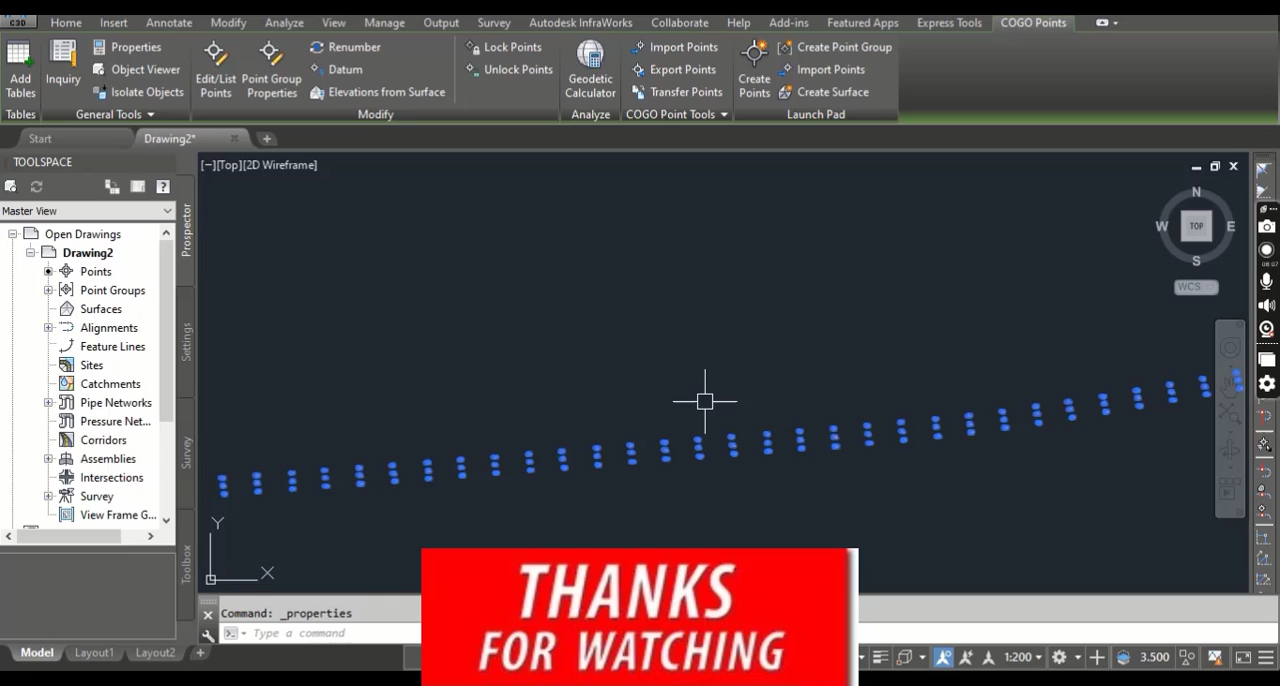 C3D
Home Insert Annotate Modify Analyze View Manage Output Survey Autodesk InfraWorks Collaborate Help Add-ins Featured Apps Express Tools COGO Points
Add Tables
Inquiry
Properties
Object Viewer
Isolate Objects
Edit/List Points
Point Group Properties
Renumber
Datum
Elevations from Surface
Lock Points
Unlock Points
Geodetic Calculator
Import Points
Export Points
Transfer Points
Create Points
Create Point Group
Import Points
Create Surface
Tables General Tools Modify Analyze COGO Point Tools Launch Pad
Start Drawing2*
TOOLSPACE
[−][Top][2D Wireframe]
Master View
Open Drawings
Drawing2
Points
Point Groups
Surfaces
Alignments
Feature Lines
Sites
Catchments
Pipe Networks
Pressure Net...
Corridors
Assemblies
Intersections
Survey
View Frame G...
Prospector
Settings
Survey
Toolbox
N
W TOP E
S
WCS
Y
X
Command: _properties
Type a command
THANKS
FOR WATCHING
Model Layout1 Layout2
1:200 3.500